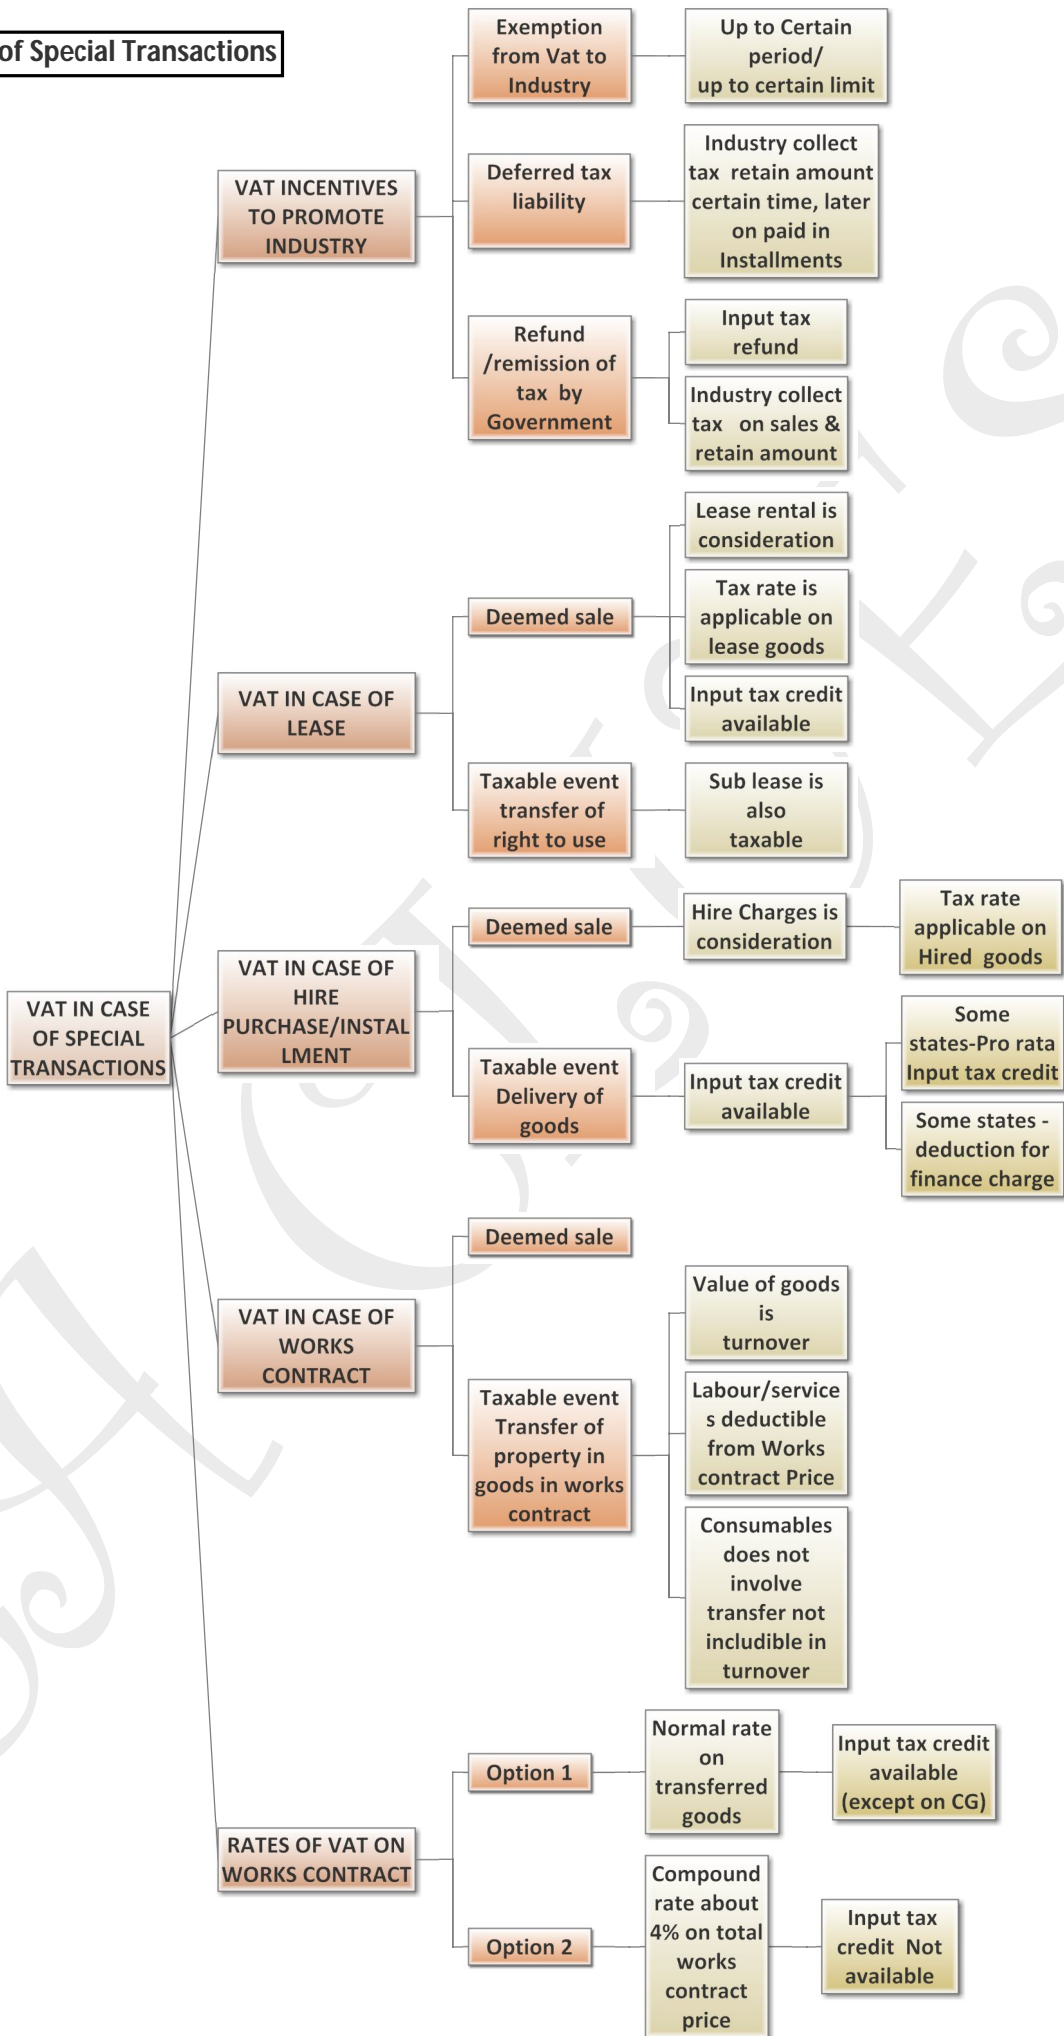 of Special Transactions
Exemption
from Vat to
Industry
Up to Certain
period/
up to certain limit
VAT INCENTIVES
TO PROMOTE
INDUSTRY
Deferred tax
liability
Industry collect
tax retain amount
certain time, later
on paid in
Installments
Refund
/remission of
tax by
Government
Input tax
refund
Industry collect
tax on sales &
retain amount
VAT IN CASE OF
LEASE
Deemed sale
Lease rental is
consideration
Tax rate is
applicable on
lease goods
Input tax credit
available
Taxable event
transfer of
right to use
Sub lease is
also
taxable
VAT IN CASE
OF SPECIAL
TRANSACTIONS
VAT IN CASE OF
HIRE
PURCHASE/INSTAL
LMENT
Deemed sale
Hire Charges is
consideration
Tax rate
applicable on
Hired goods
Taxable event
Delivery of
goods
Input tax credit
available
Some
states-Pro rata
Input tax credit
Some states -
deduction for
finance charge
VAT IN CASE OF
WORKS
CONTRACT
Deemed sale
Taxable event
Transfer of
property in
goods in works
contract
Value of goods
is
turnover
Labour/service
s deductible
from Works
contract Price
Consumables
does not
involve
transfer not
includible in
turnover
RATES OF VAT ON
WORKS CONTRACT
Option 1
Normal rate
on
transferred
goods
Input tax credit
available
(except on CG)
Option 2
Compound
rate about
4% on total
works
contract
price
Input tax
credit Not
available